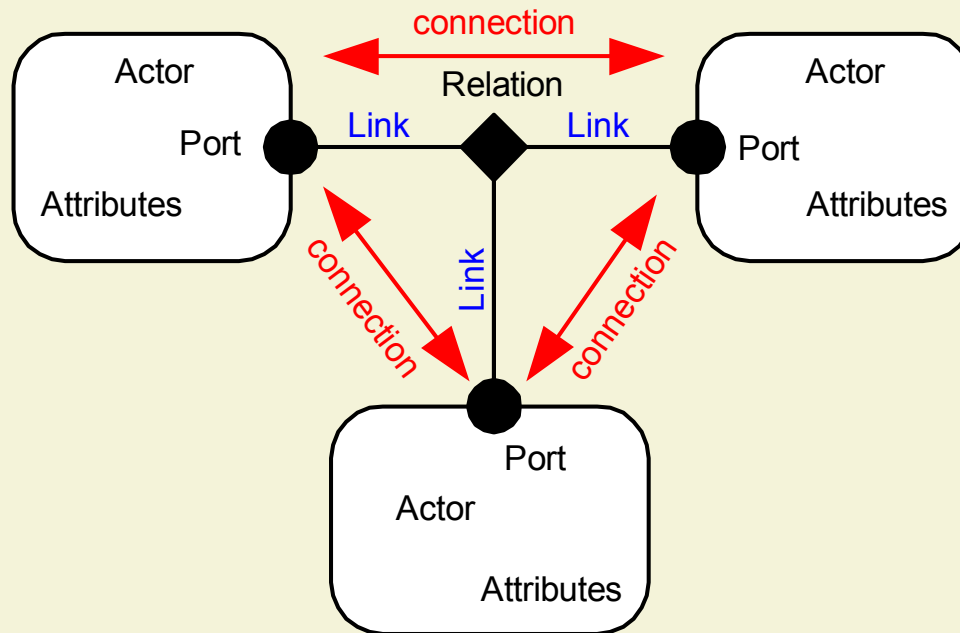 connection
Actor
Relation
Actor
Port
Link
Link
Port
Attributes
Attributes
connection
Link
connection
Port
Actor
Attributes